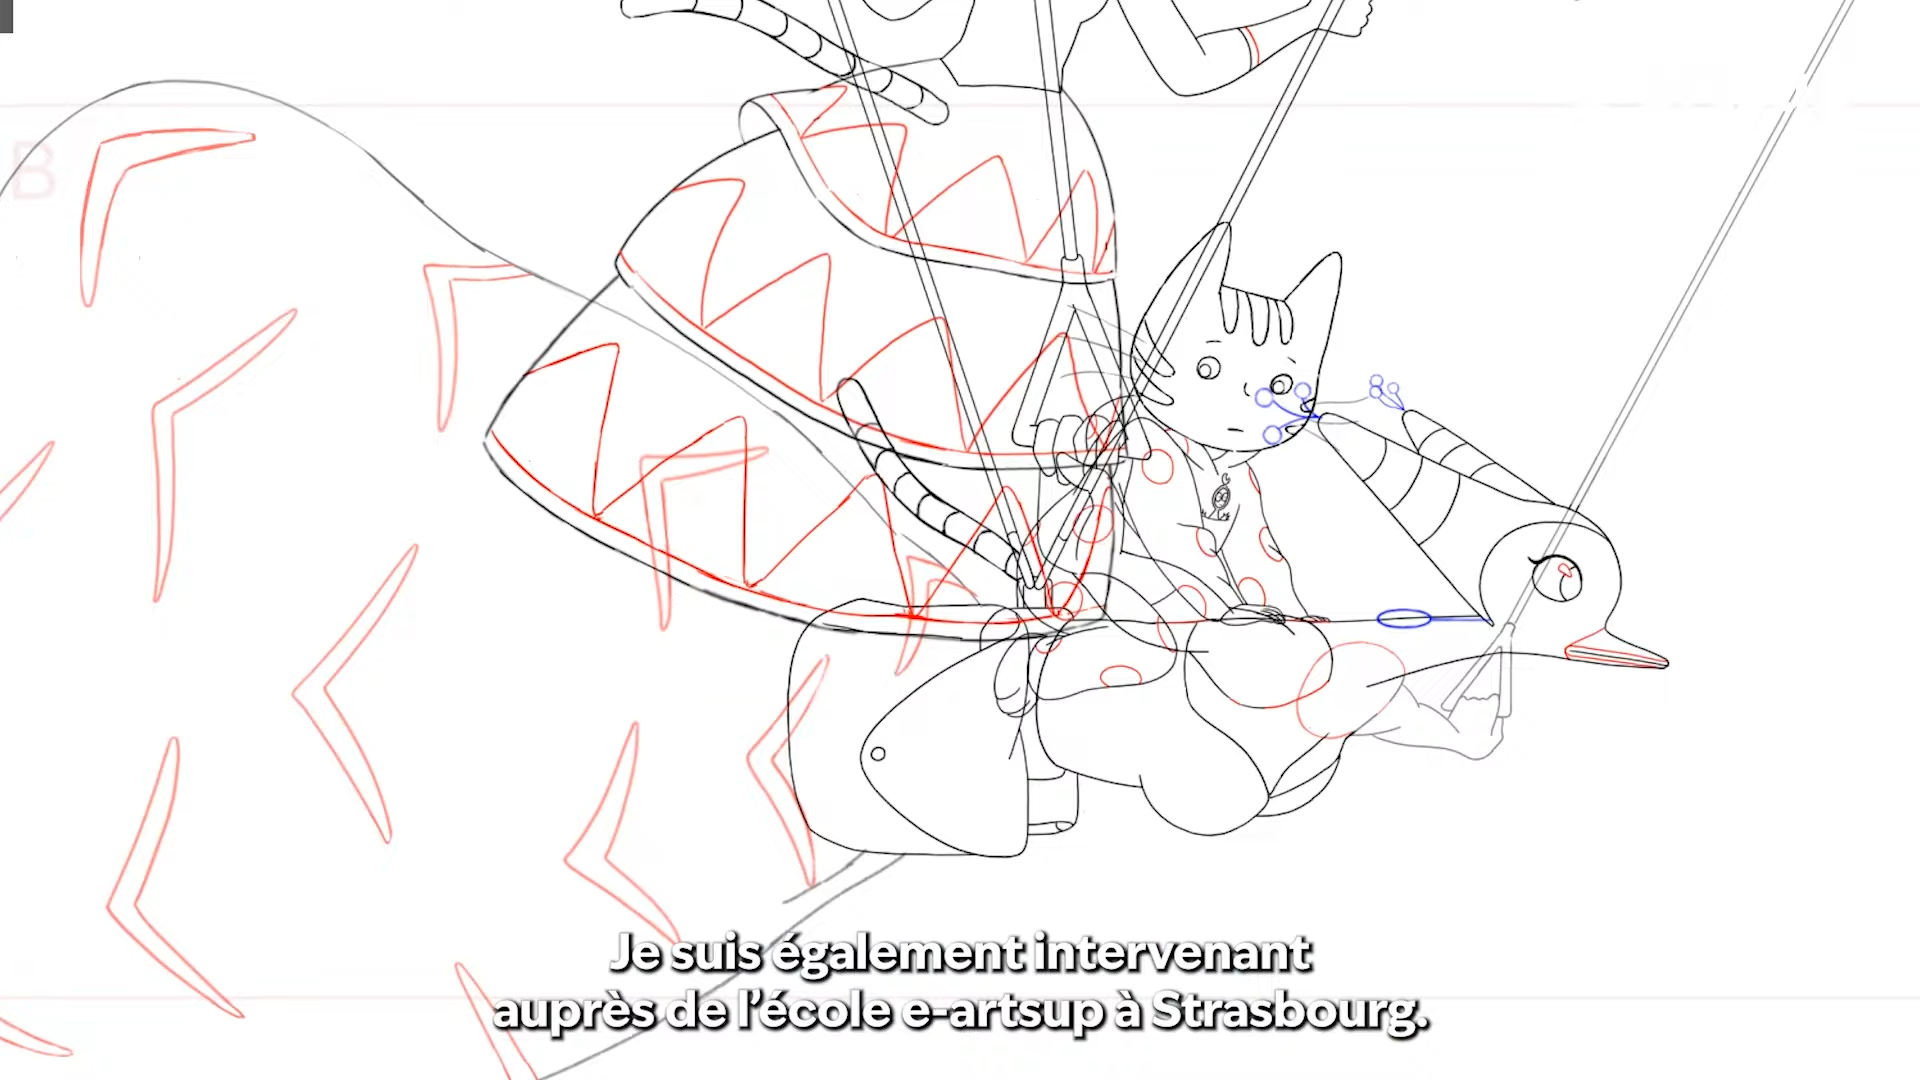 B
Je suis également intervenant
auprès de l’école e-artsup à Strasbourg.